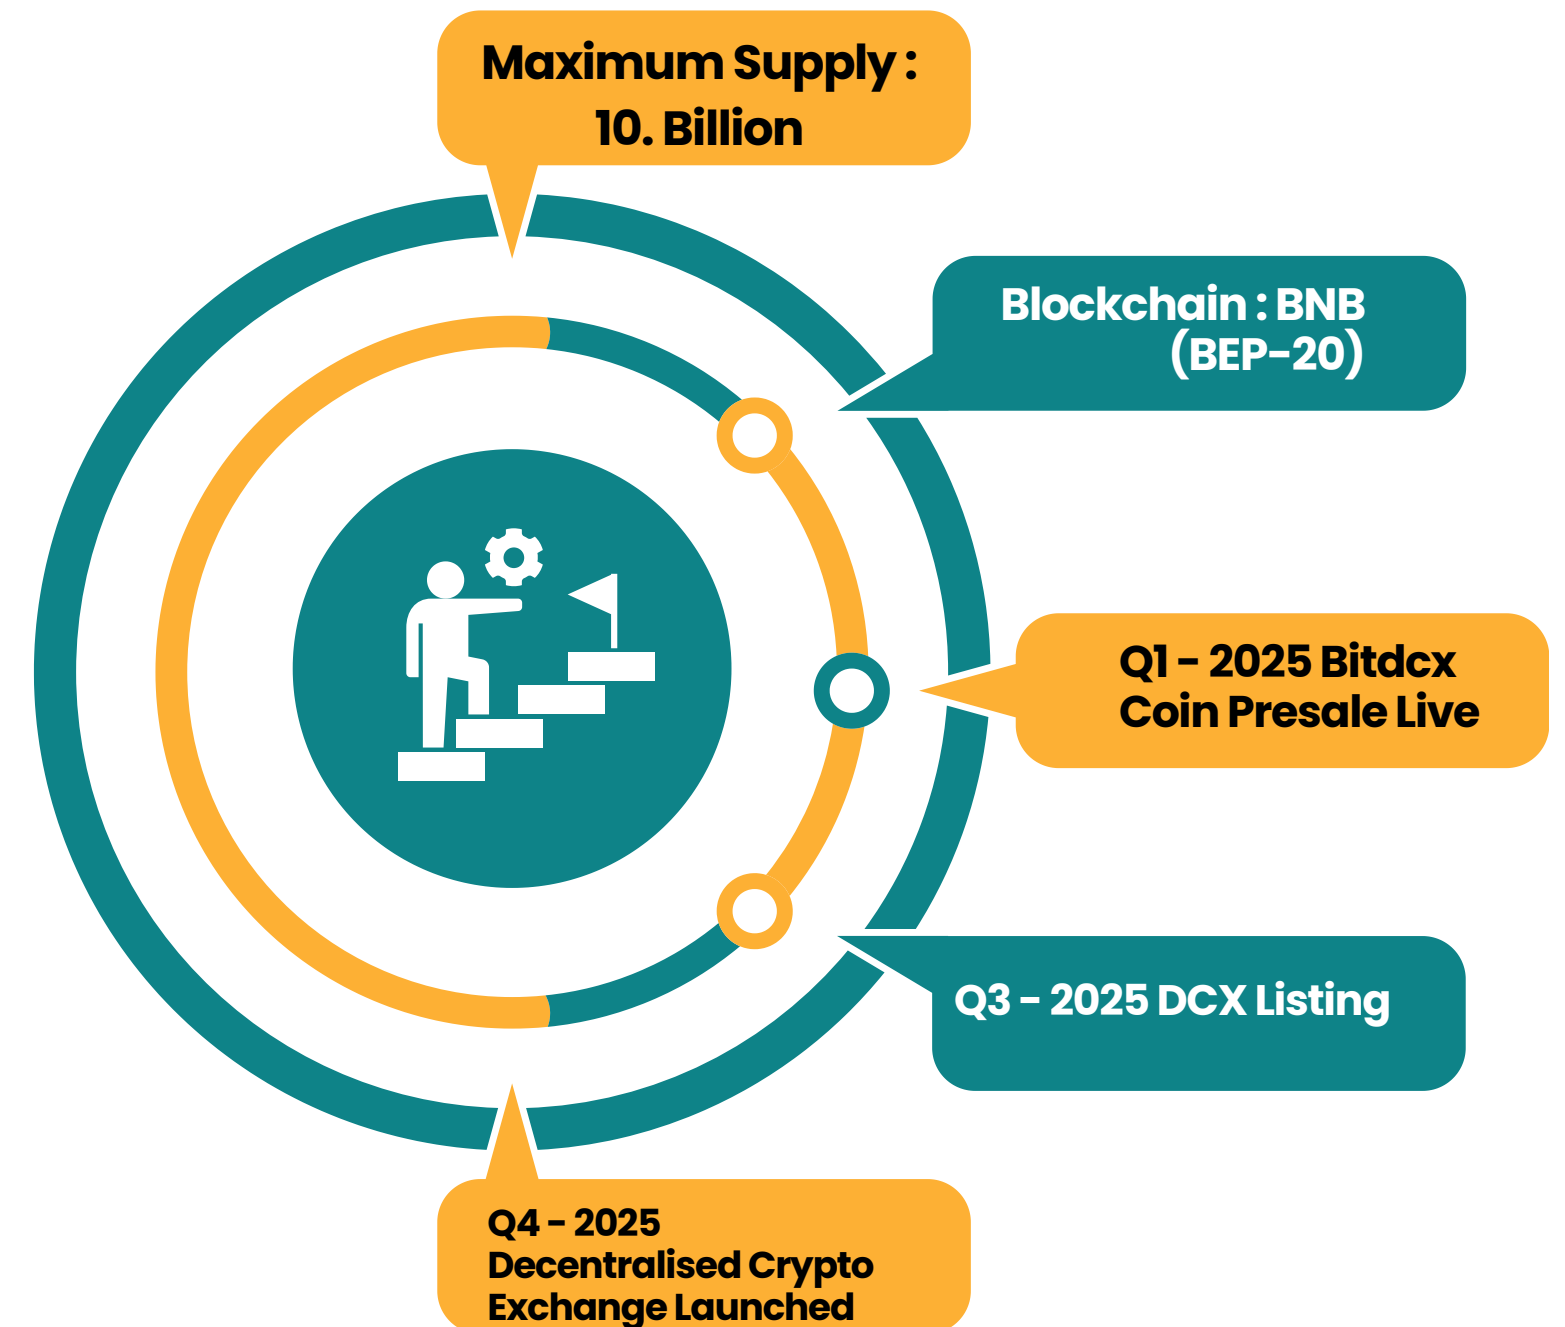 Maximum Supply :
10. Billion
Blockchain : BNB
(BEP-20)
Q1 - 2025 Bitdcx
Coin Presale Live
Q3 - 2025 DCX Listing
Q4 - 2025
Decentralised Crypto
Exchange Launched